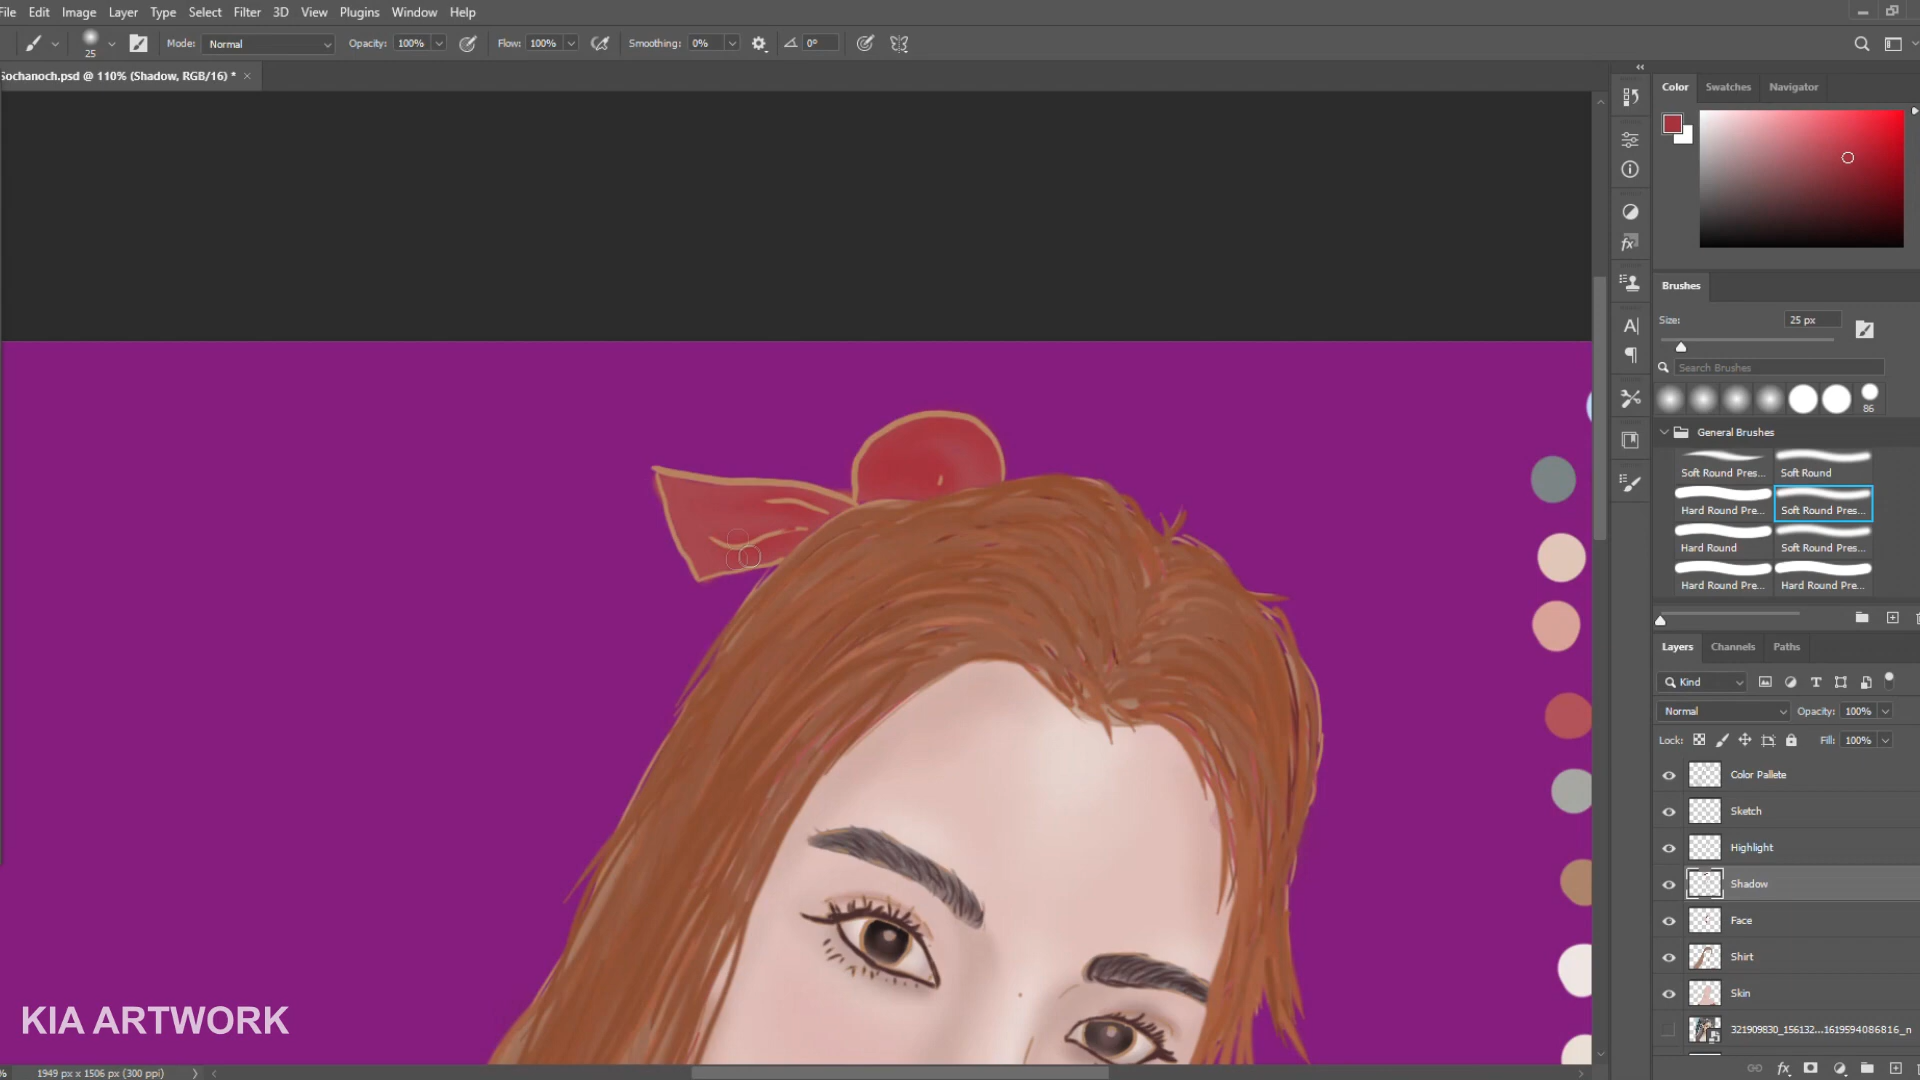 File Edit Image Layer Type Select Filter 3D View Plugins Window Help
25 Mode: Normal Opacity: 100% Flow: 100% Smoothing: 0% 0°
Sochanoch.psd @ 110% (Shadow, RGB/16) * ×
Color Swatches Navigator
Brushes
Size: 25 px
Search Brushes
86
General Brushes
Soft Round Pres... Soft Round
Hard Round Pre... Soft Round Pres...
Hard Round Soft Round Pres...
Hard Round Pre... Hard Round Pre...
Layers Channels Paths
Kind
Normal Opacity: 100%
Lock: Fill: 100%
Color Pallete
Sketch
Highlight
Shadow
Face
Shirt
Skin
321909830_156132...1619594086816_n
KIA ARTWORK
% 1949 px x 1506 px (300 ppi)